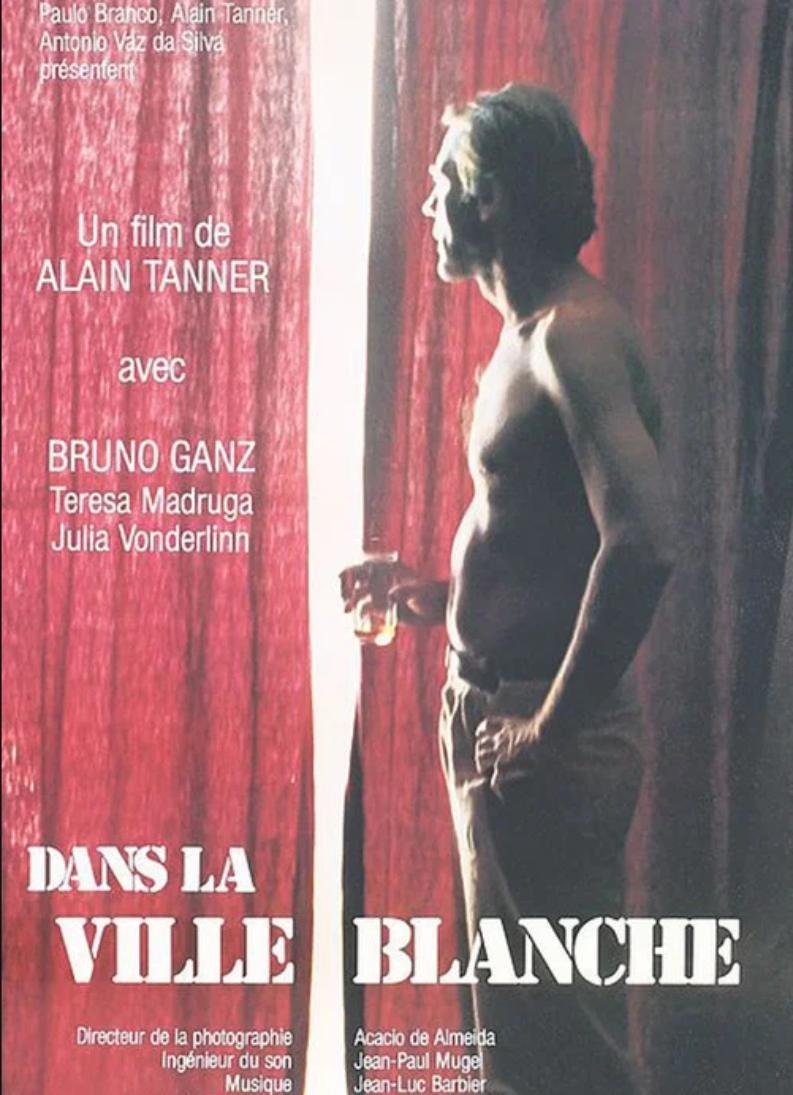 Paulo Branco, Alain Tanner,
Antonio Vaz da Silva
présentent
Un film de
ALAIN TANNER
avec
BRUNO GANZ
Teresa Madruga
Julia Vonderlinn
DANS LA
VILLE BLANCHE
Directeur de la photographie Acacio de Almeida
Ingénieur du son Jean-Paul Mugel
Musique Jean-Luc Barbier